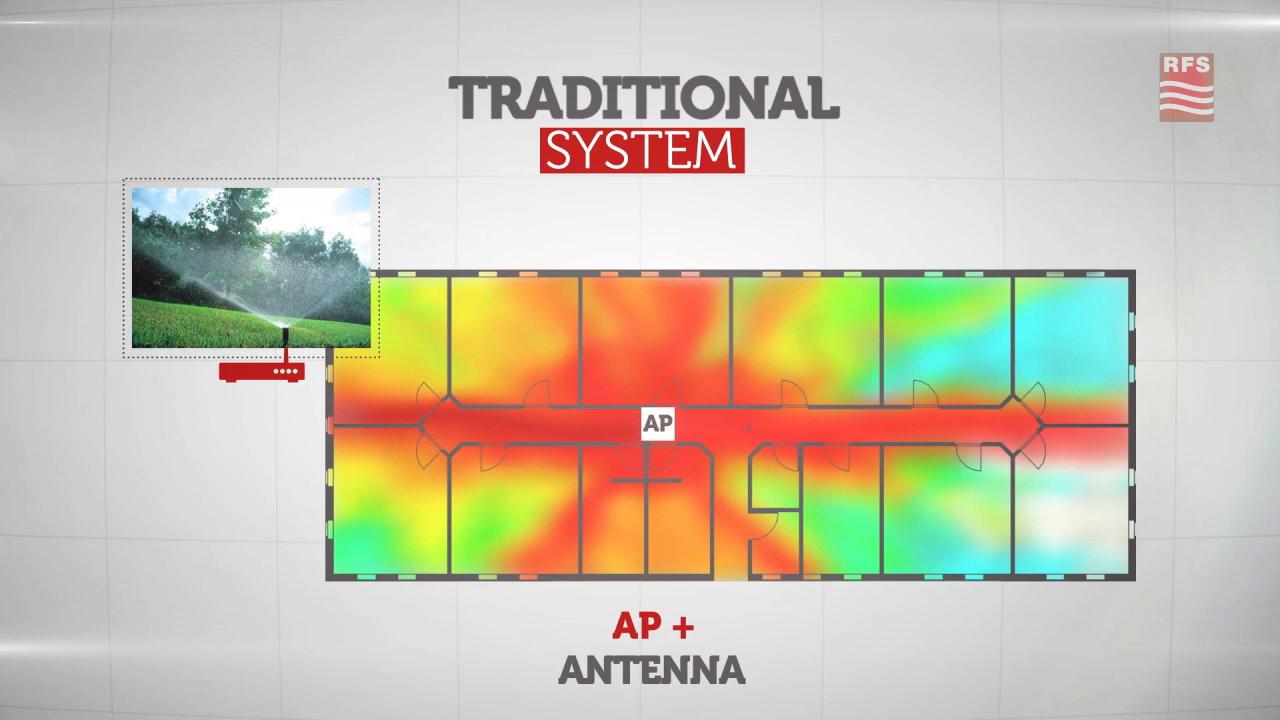 TRADITIONAL
SYSTEM
RFS
AP
AP +
ANTENNA